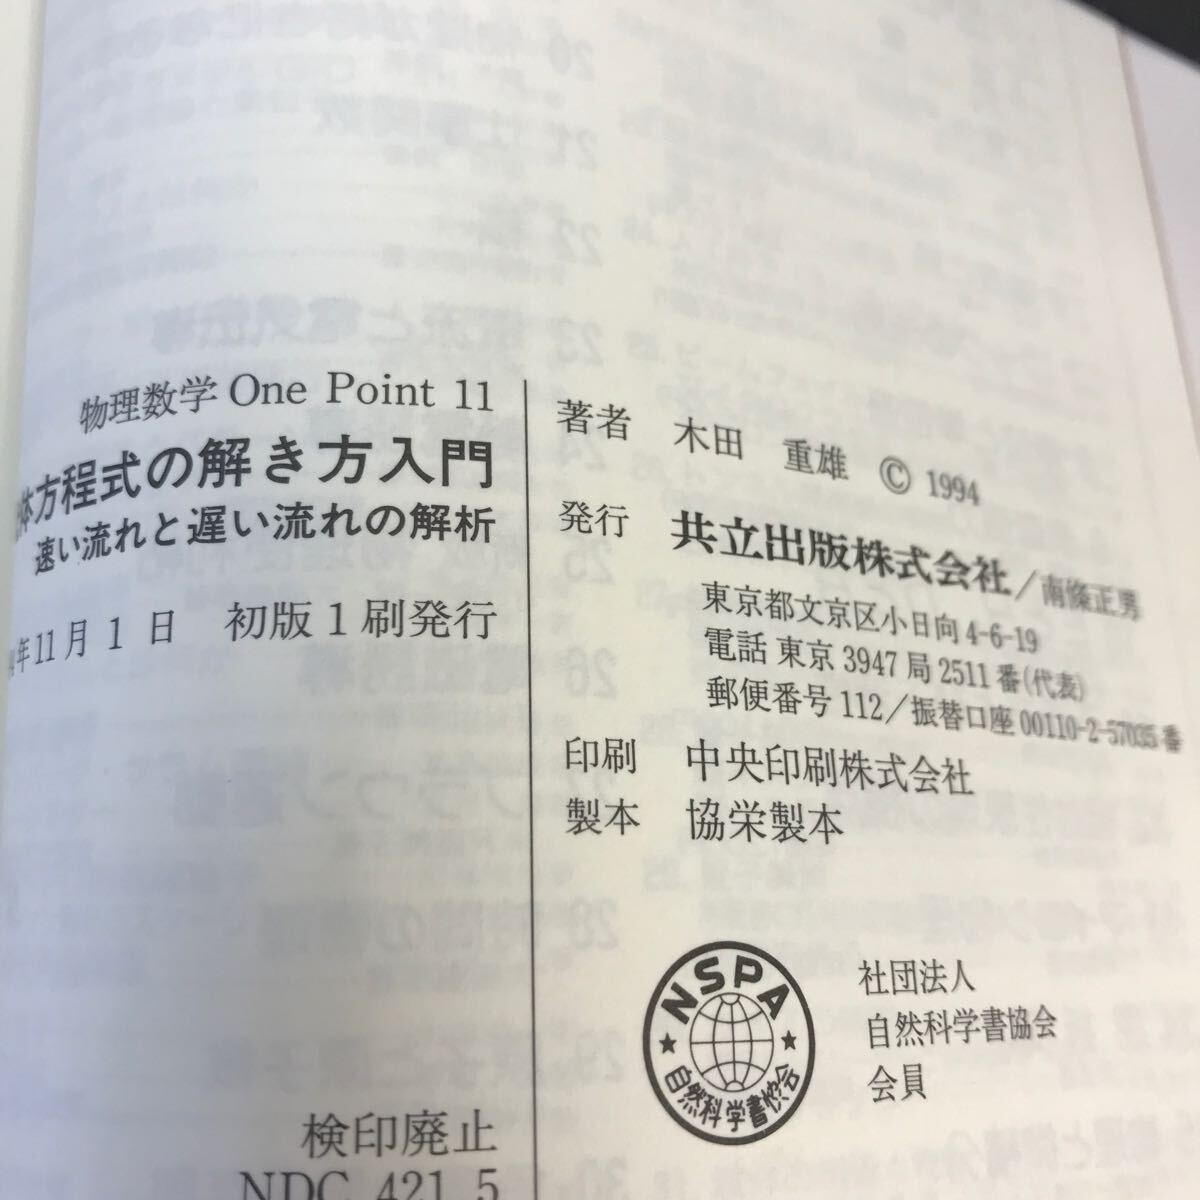 物理数学 One Point 11
体方程式の解き方入門
速い流れと遅い流れの解析
年11月1日 初版1刷発行
検印廃止
NDC 421.5
著者 木田 重雄 © 1994
発行 共立出版株式会社/南條正男
東京都文京区小日向4-6-19
電話 東京 3947 局 2511 番(代表)
郵便番号 112/振替口座 00110-2-57035 番
印刷 中央印刷株式会社
製本 協栄製本
NSPA
自然科学書協会
社団法人
自然科学書協会
会員